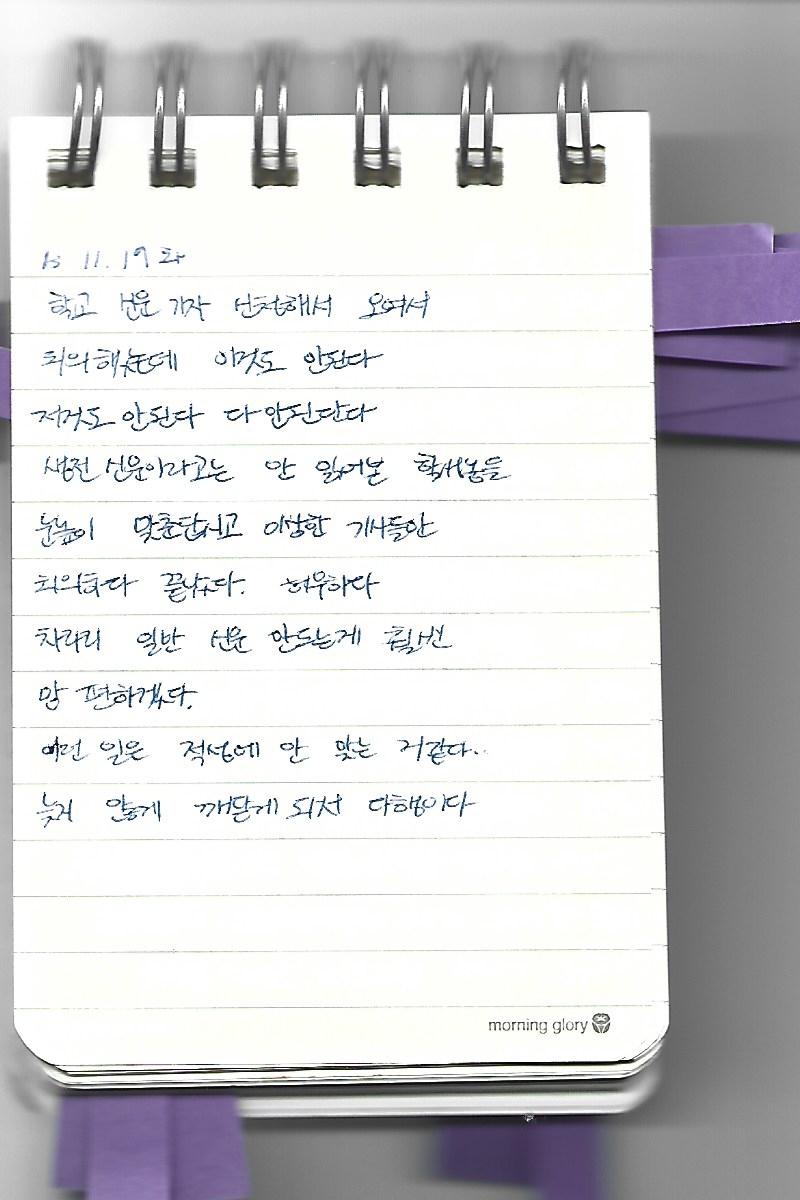 13 11. 19 화
학교 신문 기자 신청해서 모여서
회의했는데 이것도 안된다
저것도 안된다 다 안된단다
생전 신문이라고는 안 읽어본 학생놈들
눈높이 맞춘답시고 이상한 기사들만
회의하다 끝났다. 허무하다
차라리 일반 신문 만드는게 훨씬
맘 편하겠다.
이런 일은 적성에 안 맞는 거같다..
늦지 않게 깨닫게 되서 다행이다
morning glory